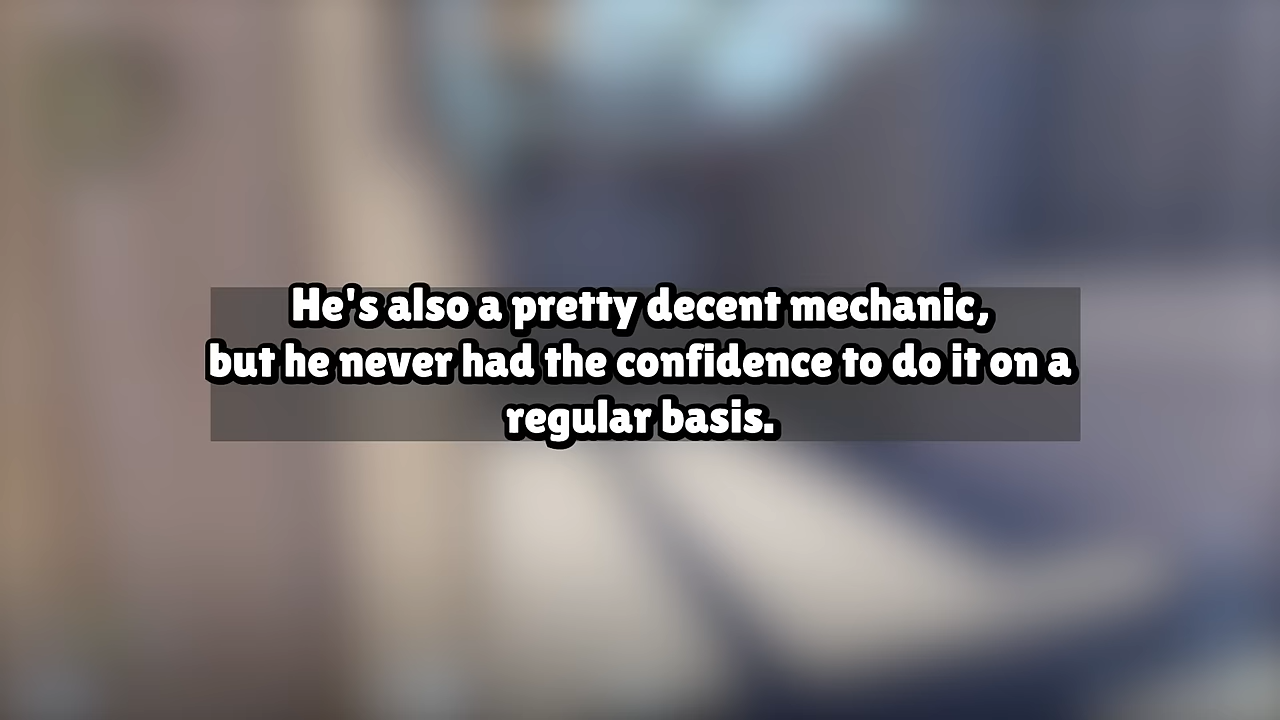 He's also a pretty decent mechanic,
but he never had the confidence to do it on a
regular basis.